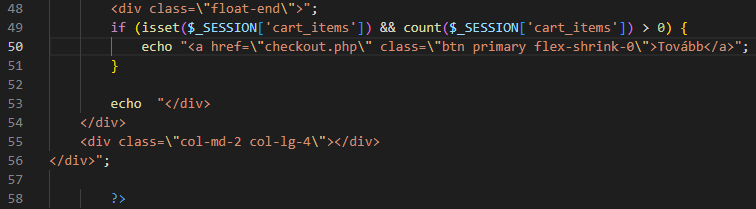 48 <div class=\"float-end\">";
49 if (isset($_SESSION['cart_items']) && count($_SESSION['cart_items']) > 0) {
50 echo "<a href=\"checkout.php\" class=\"btn primary flex-shrink-0\">Tovább</a>";
51 }
52
53 echo  "</div>
54 </div>
55 <div class=\"col-md-2 col-lg-4\"></div>
56 </div>";
57
58 ?>